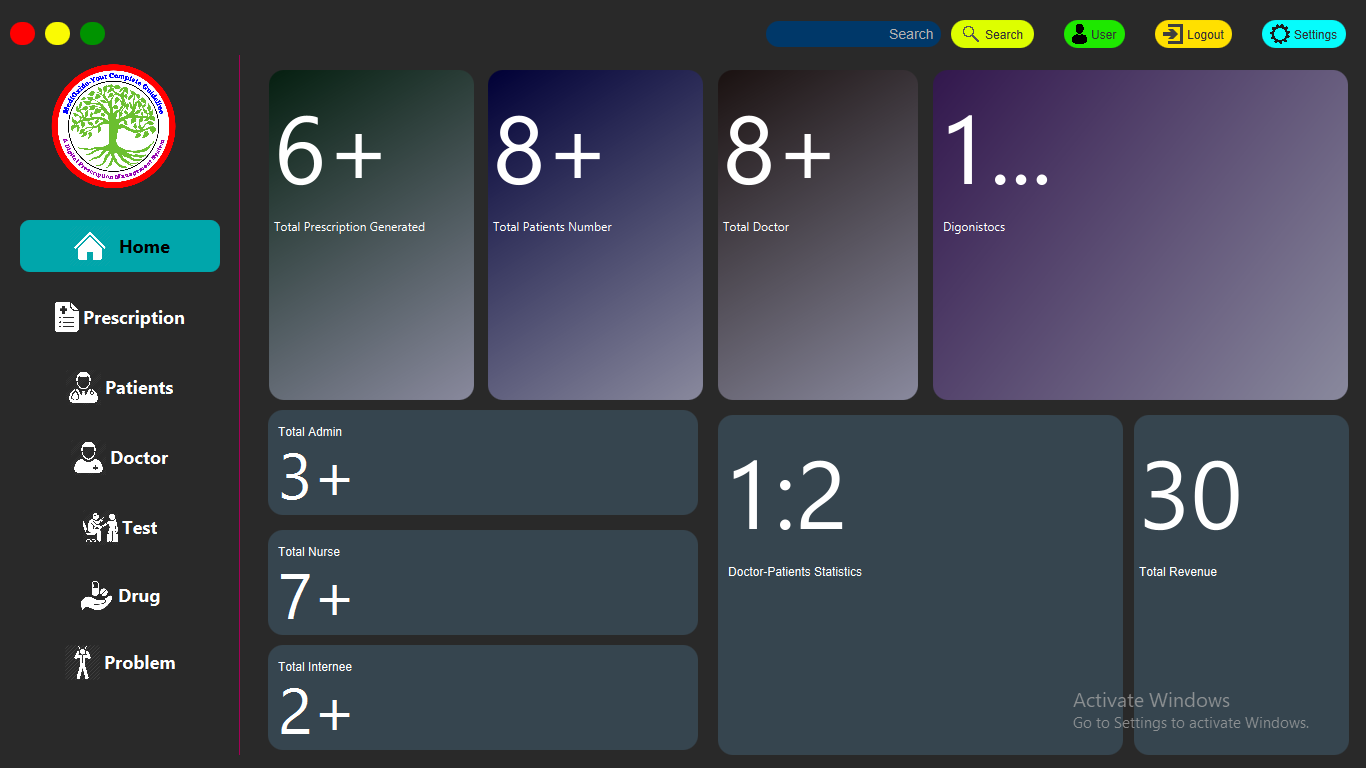 Search
Search
User
Logout
Settings
MediGuide-Your Complete Guideline
A Digital Prescription Management System
Home
Prescription
Patients
Doctor
Test
Drug
Problem
6+
Total Prescription Generated
8+
Total Patients Number
8+
Total Doctor
1...
Digonistocs
Total Admin
3+
Total Nurse
7+
Total Internee
2+
1:2
Doctor-Patients Statistics
30
Total Revenue
Activate Windows
Go to Settings to activate Windows.